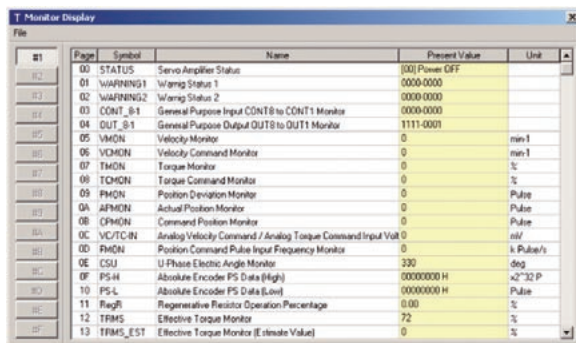 Monitor Display
File
Page Symbol Name Present Value Unit
#1
00 STATUS Servo Amplifier Status [00] Power OFF
01 WARNING1 Warnig Status 1 0000-0000
02 WARNING2 Warnig Status 2 0000-0000
03 CONT_8-1 General Purpose Input CONT8 to CONT1 Monitor 0000-0000
04 OUT_8-1 General Purpose Output OUT8 to OUT1 Monitor 1111-0001
05 VMON Velocity Monitor 0 min-1
06 VCMON Velocity Command Monitor 0 min-1
07 TMON Torque Monitor 0 %
08 TCMON Torque Command Monitor 0 %
09 PMON Position Deviation Monitor 0 Pulse
0A APMON Actual Position Monitor 0 Pulse
0B CPMON Command Position Monitor 0 Pulse
0C VC/TC-IN Analog Velocity Command / Analog Torque Command Input Volt 0 mV
0D FMON Position Command Pulse Input Frequency Monitor 0 k Pulse/s
0E CSU U-Phase Electric Angle Monitor 330 deg
0F PS-H Absolute Encoder PS Data (High) 00000000 H x2^32 P
10 PS-L Absolute Encoder PS Data (Low) 00000000 H Pulse
11 RegR Regenerative Resistor Operation Percentage 0.00 %
12 TRMS Effective Torque Monitor 72 %
13 TRMS_EST Effective Torque Monitor (Estimate Value) 0 %